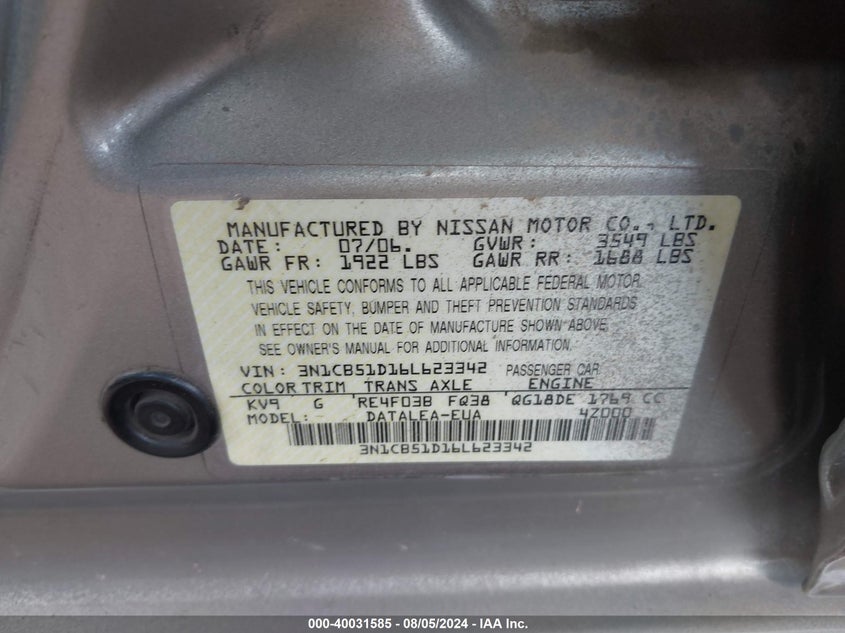 MANUFACTURED BY NISSAN MOTOR CO., LTD.
DATE: 07/06. GVWR: 3549 LBS
GAWR FR: 1922 LBS GAWR RR: 1688 LBS
THIS VEHICLE CONFORMS TO ALL APPLICABLE FEDERAL MOTOR
VEHICLE SAFETY, BUMPER AND THEFT PREVENTION STANDARDS
IN EFFECT ON THE DATE OF MANUFACTURE SHOWN ABOVE.
SEE OWNER'S MANUAL FOR ADDITIONAL INFORMATION.
VIN: 3N1CB51D16L623342 PASSENGER CAR
COLOR TRIM TRANS AXLE ENGINE
KV9 G RE4F03B FQ38 QG18DE 1769 CC
MODEL: DATALEA-EUA 4Z000
3N1CB51D16L623342
000-40031585 - 08/05/2024 - IAA Inc.